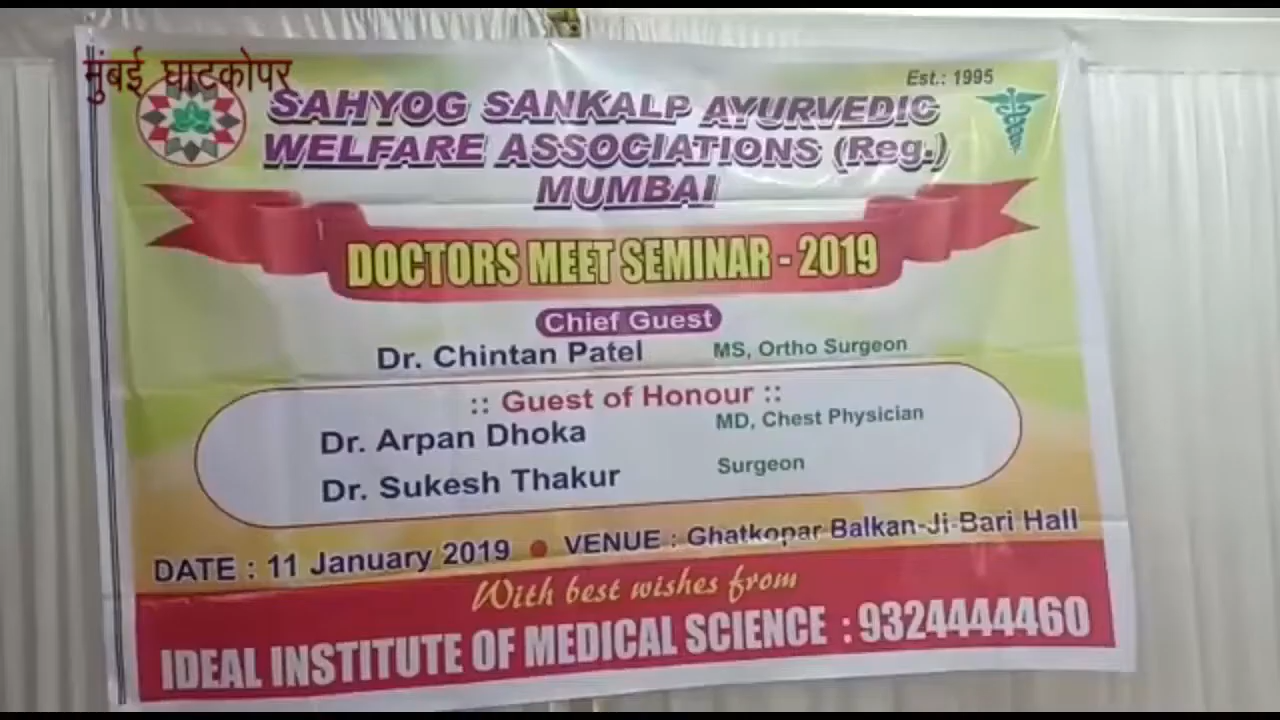 मुंबई घाटकोपर
Est.: 1995
SAHYOG SANKALP AYURVEDIC
WELFARE ASSOCIATIONS (Reg.)
MUMBAI
DOCTORS MEET SEMINAR - 2019
Chief Guest
Dr. Chintan Patel MS, Ortho Surgeon
:: Guest of Honour ::
Dr. Arpan Dhoka MD, Chest Physician
Dr. Sukesh Thakur Surgeon
DATE : 11 January 2019 • VENUE : Ghatkopar Balkan-Ji-Bari Hall
With best wishes from
IDEAL INSTITUTE OF MEDICAL SCIENCE : 9324444460